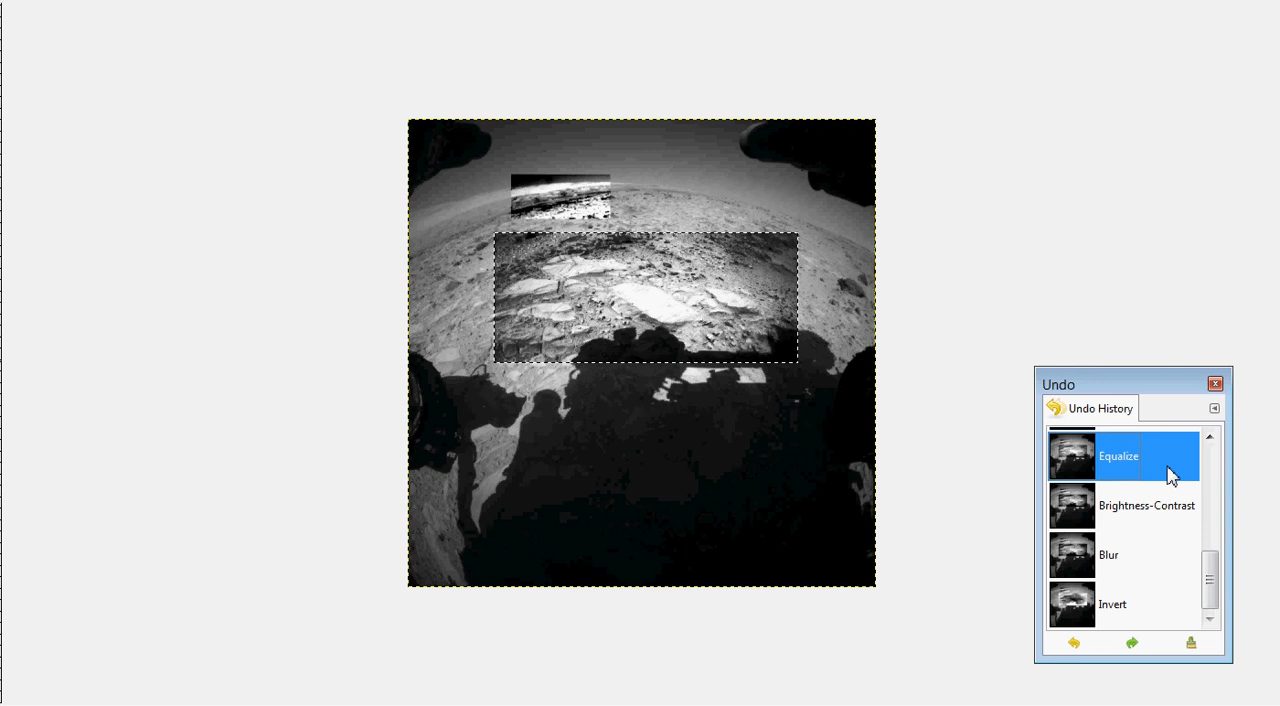 Undo
Undo History
Equalize
Brightness-Contrast
Blur
Invert